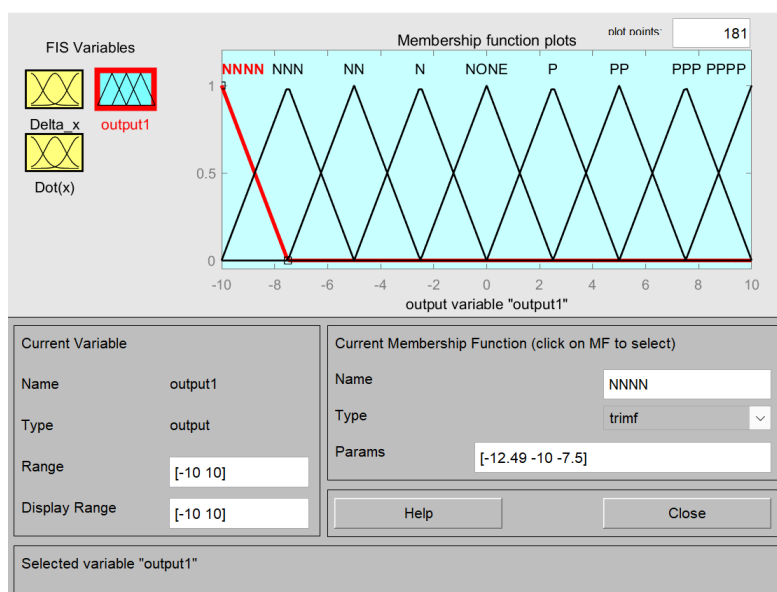 FIS Variables
Membership function plots
plot points:
181
Delta_x
output1
Dot(x)
NNNN NNN NN N NONE P PP PPP PPPP
1
0.5
0
-10 -8 -6 -4 -2 0 2 4 6 8 10
output variable "output1"
Current Variable
Name output1
Type output
Range [-10 10]
Display Range [-10 10]
Current Membership Function (click on MF to select)
Name NNNN
Type trimf
Params [-12.49 -10 -7.5]
Help Close
Selected variable "output1"